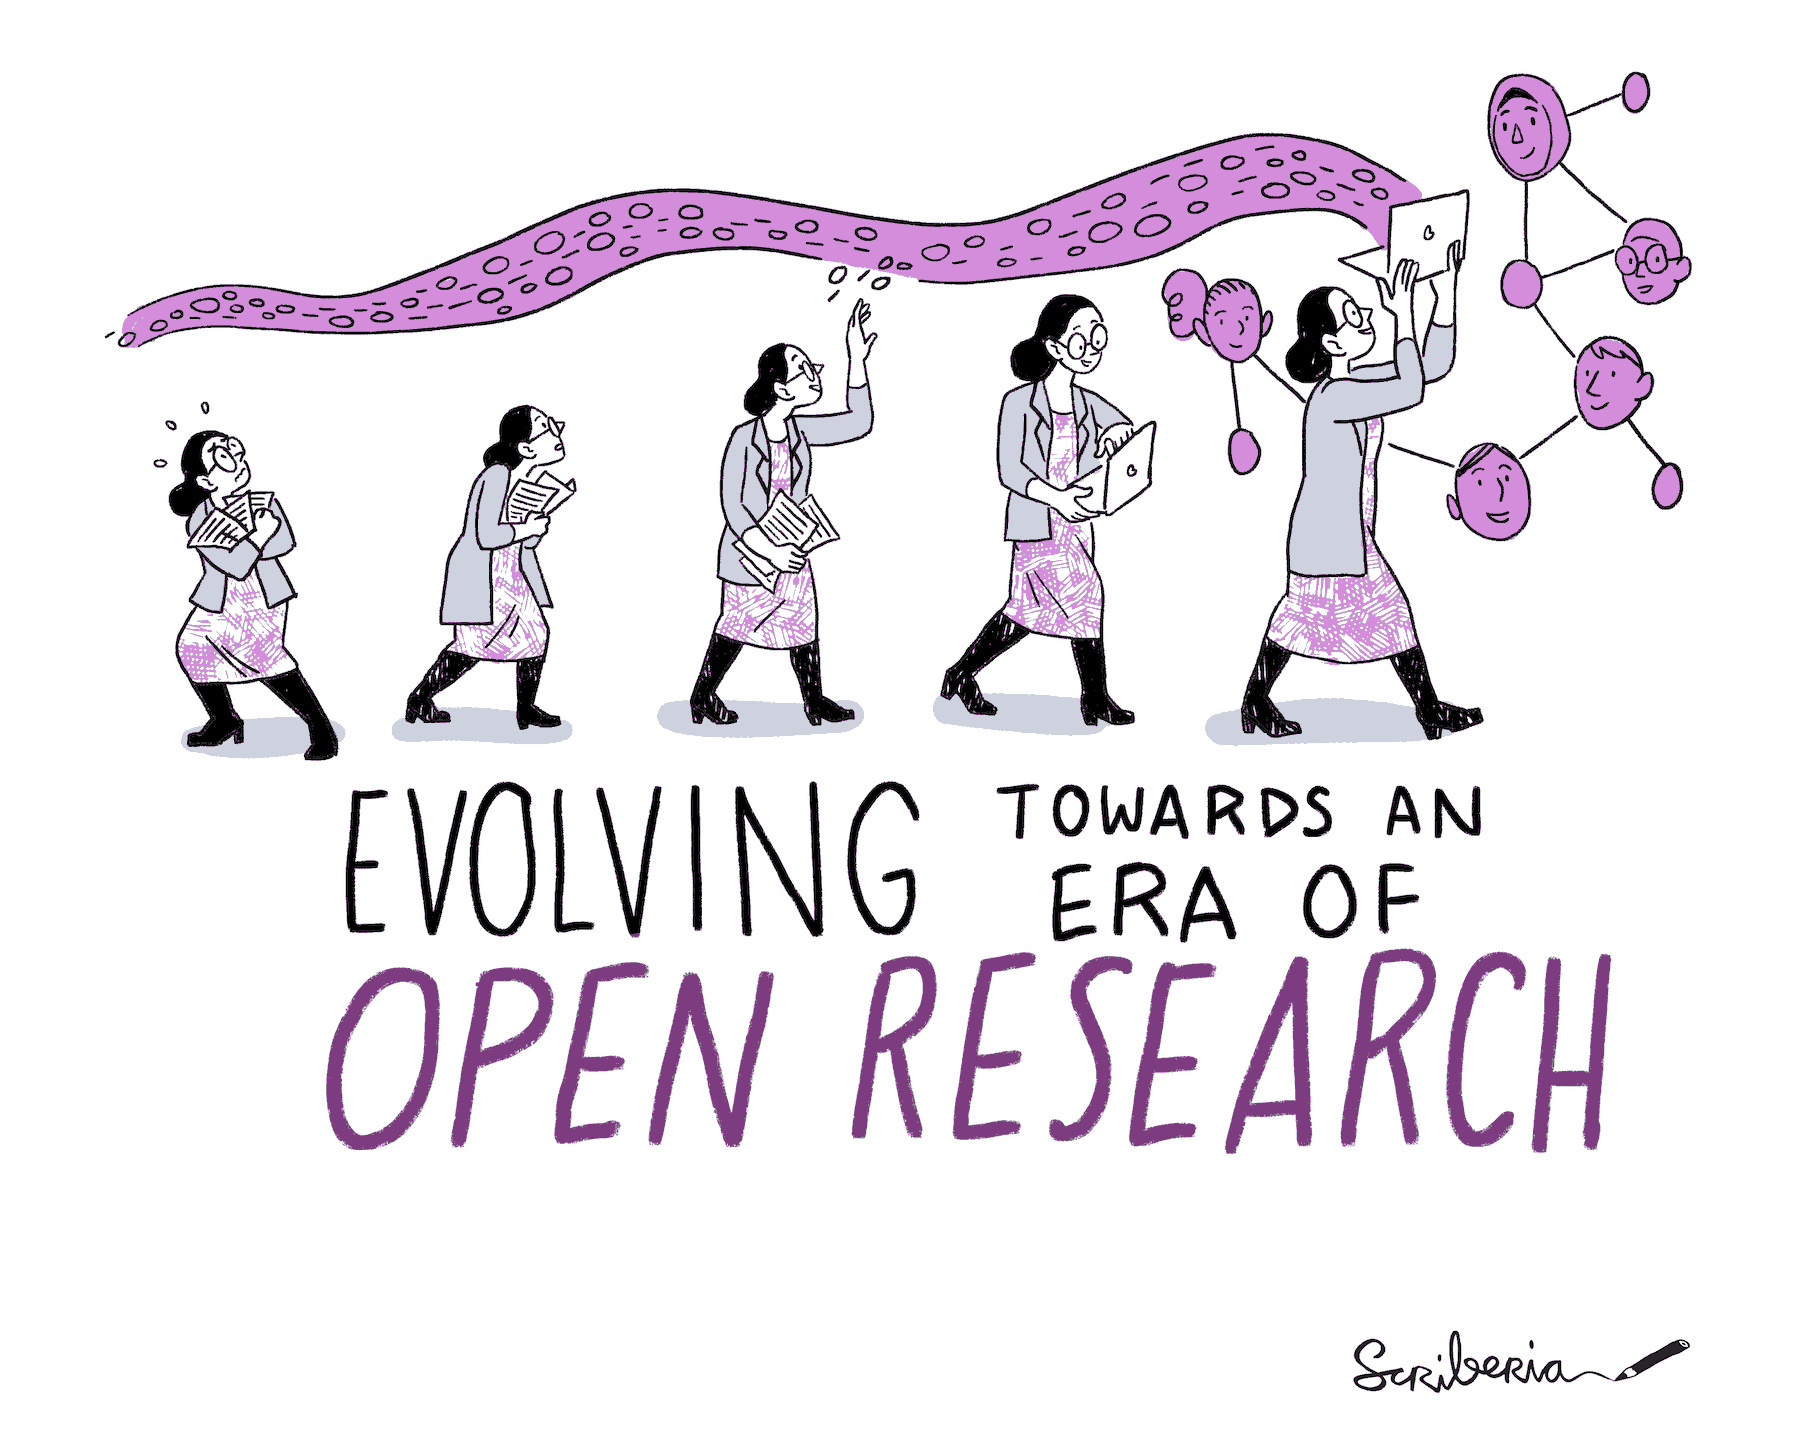 EVOLVING TOWARDS AN
ERA OF
OPEN RESEARCH
Scriberia